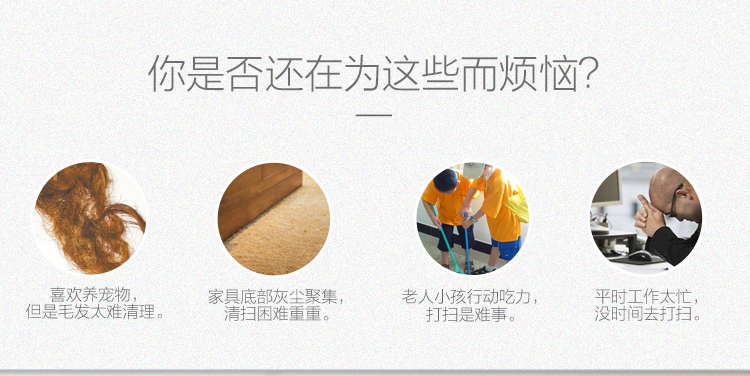 你是否还在为这些而烦恼?
喜欢养宠物，
但是毛发太难清理。
家具底部灰尘聚集，
清扫困难重重。
老人小孩行动吃力，
打扫是难事。
平时工作太忙，
没时间去打扫。